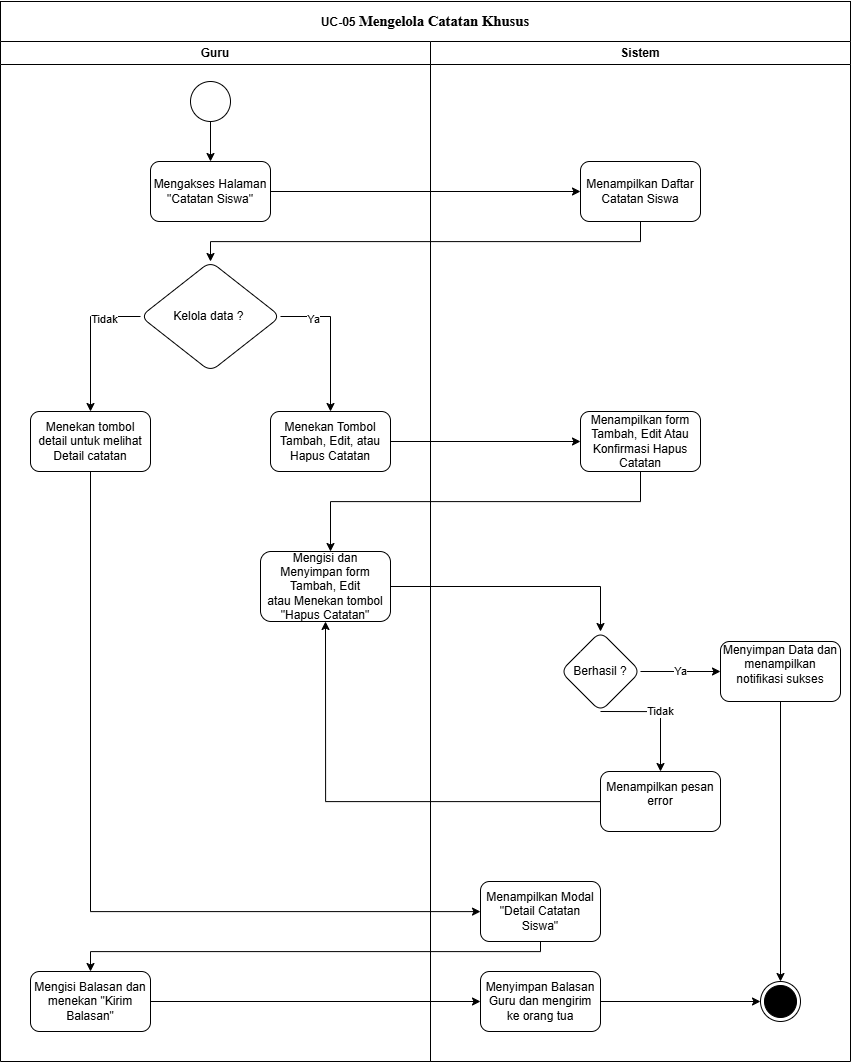 UC-05 Mengelola Catatan Khusus
Guru
Sistem
Mengakses Halaman
"Catatan Siswa"
Menampilkan Daftar
Catatan Siswa
Kelola data ?
Tidak
Ya
Menekan tombol
detail untuk melihat
Detail catatan
Menekan Tombol
Tambah, Edit, atau
Hapus Catatan
Menampilkan form
Tambah, Edit Atau
Konfirmasi Hapus
Catatan
Mengisi dan
Menyimpan form
Tambah, Edit
atau Menekan tombol
"Hapus Catatan"
Berhasil ?
Ya
Menyimpan Data dan
menampilkan
notifikasi sukses
Tidak
Menampilkan pesan
error
Menampilkan Modal
"Detail Catatan
Siswa"
Mengisi Balasan dan
menekan "Kirim
Balasan"
Menyimpan Balasan
Guru dan mengirim
ke orang tua